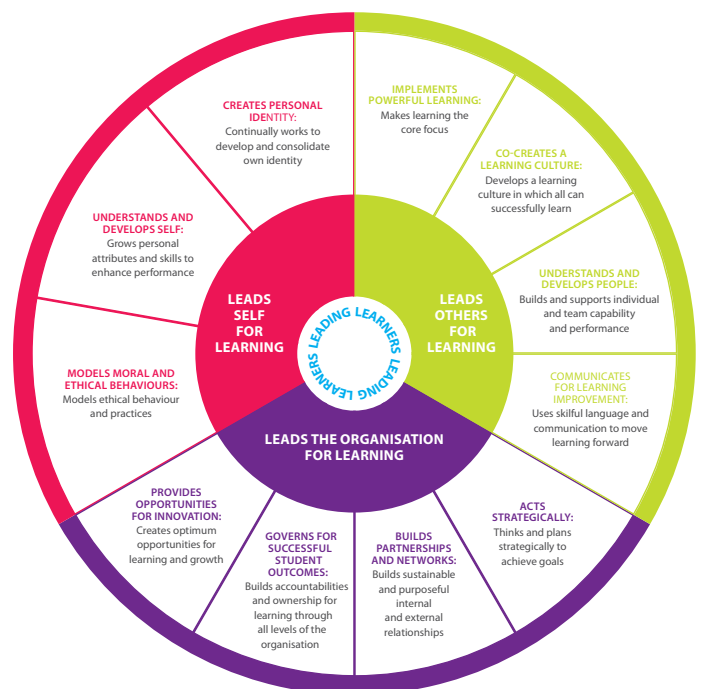 CREATES PERSONAL
IDENTITY:
Continually works to
develop and consolidate
own identity
UNDERSTANDS AND
DEVELOPS SELF:
Grows personal
attributes and skills to
enhance performance
MODELS MORAL AND
ETHICAL BEHAVIOURS:
Models ethical behaviour
and practices
IMPLEMENTS
POWERFUL LEARNING:
Makes learning the
core focus
CO-CREATES A
LEARNING CULTURE:
Develops a learning
culture in which all can
successfully learn
UNDERSTANDS AND
DEVELOPS PEOPLE:
Builds and supports individual
and team capability
and performance
COMMUNICATES
FOR LEARNING
IMPROVEMENT:
Uses skilful language and
communication to move
learning forward
LEADS
SELF
FOR
LEARNING
LEADING LEARNERS LEADING LEARNERS
LEADS
OTHERS
FOR
LEARNING
LEADS THE ORGANISATION
FOR LEARNING
PROVIDES
OPPORTUNITIES
FOR INNOVATION:
Creates optimum
opportunities for
learning and growth
GOVERNS FOR
SUCCESSFUL
STUDENT
OUTCOMES:
Builds accountabilities
and ownership for
learning through
all levels of the
organisation
BUILDS
PARTNERSHIPS
AND NETWORKS:
Builds sustainable
and purposeful
internal
and external
relationships
ACTS
STRATEGICALLY:
Thinks and plans
strategically to
achieve goals